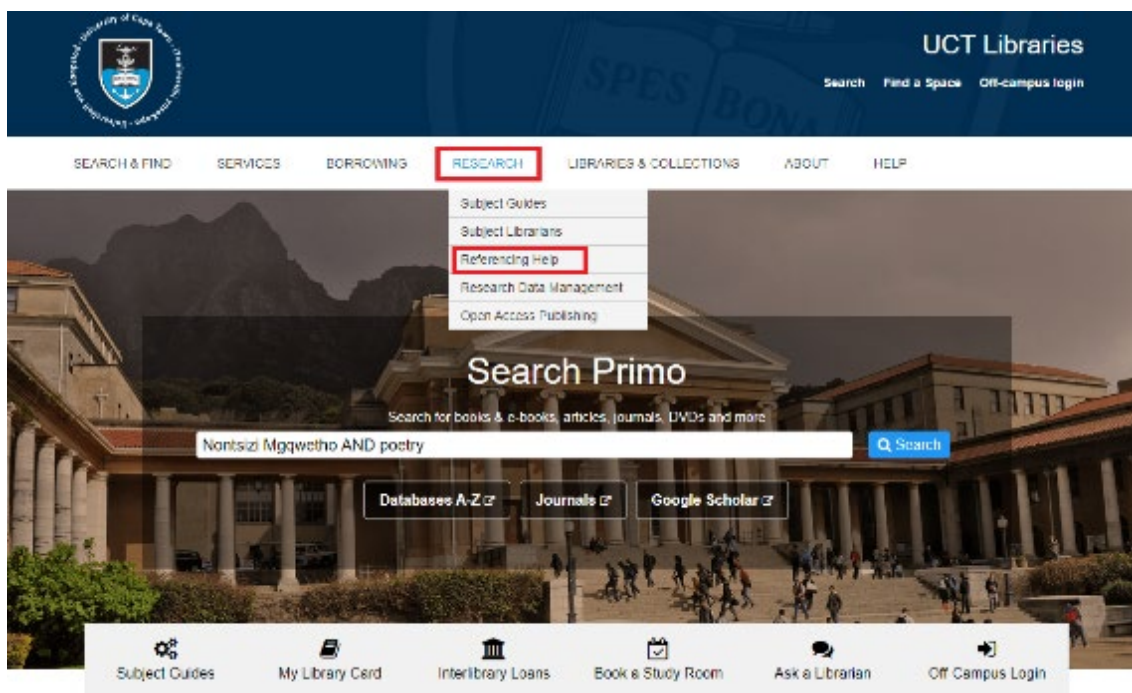 UCT Libraries
Search Find a Space Off-campus login
SPES BONA
SEARCH & FIND SERVICES BORROWING RESEARCH LIBRARIES & COLLECTIONS ABOUT HELP
Subject Guides
Subject Librarians
Referencing Help
Research Data Management
Open Access Publishing
Search Primo
Search for books & e-books, articles, journals, DVDs and more
Nontsizi Mgqwetho AND poetry
Search
Databases A-Z Journals Google Scholar
Subject Guides My Library Card Interlibrary Loans Book a Study Room Ask a Librarian Off Campus Login